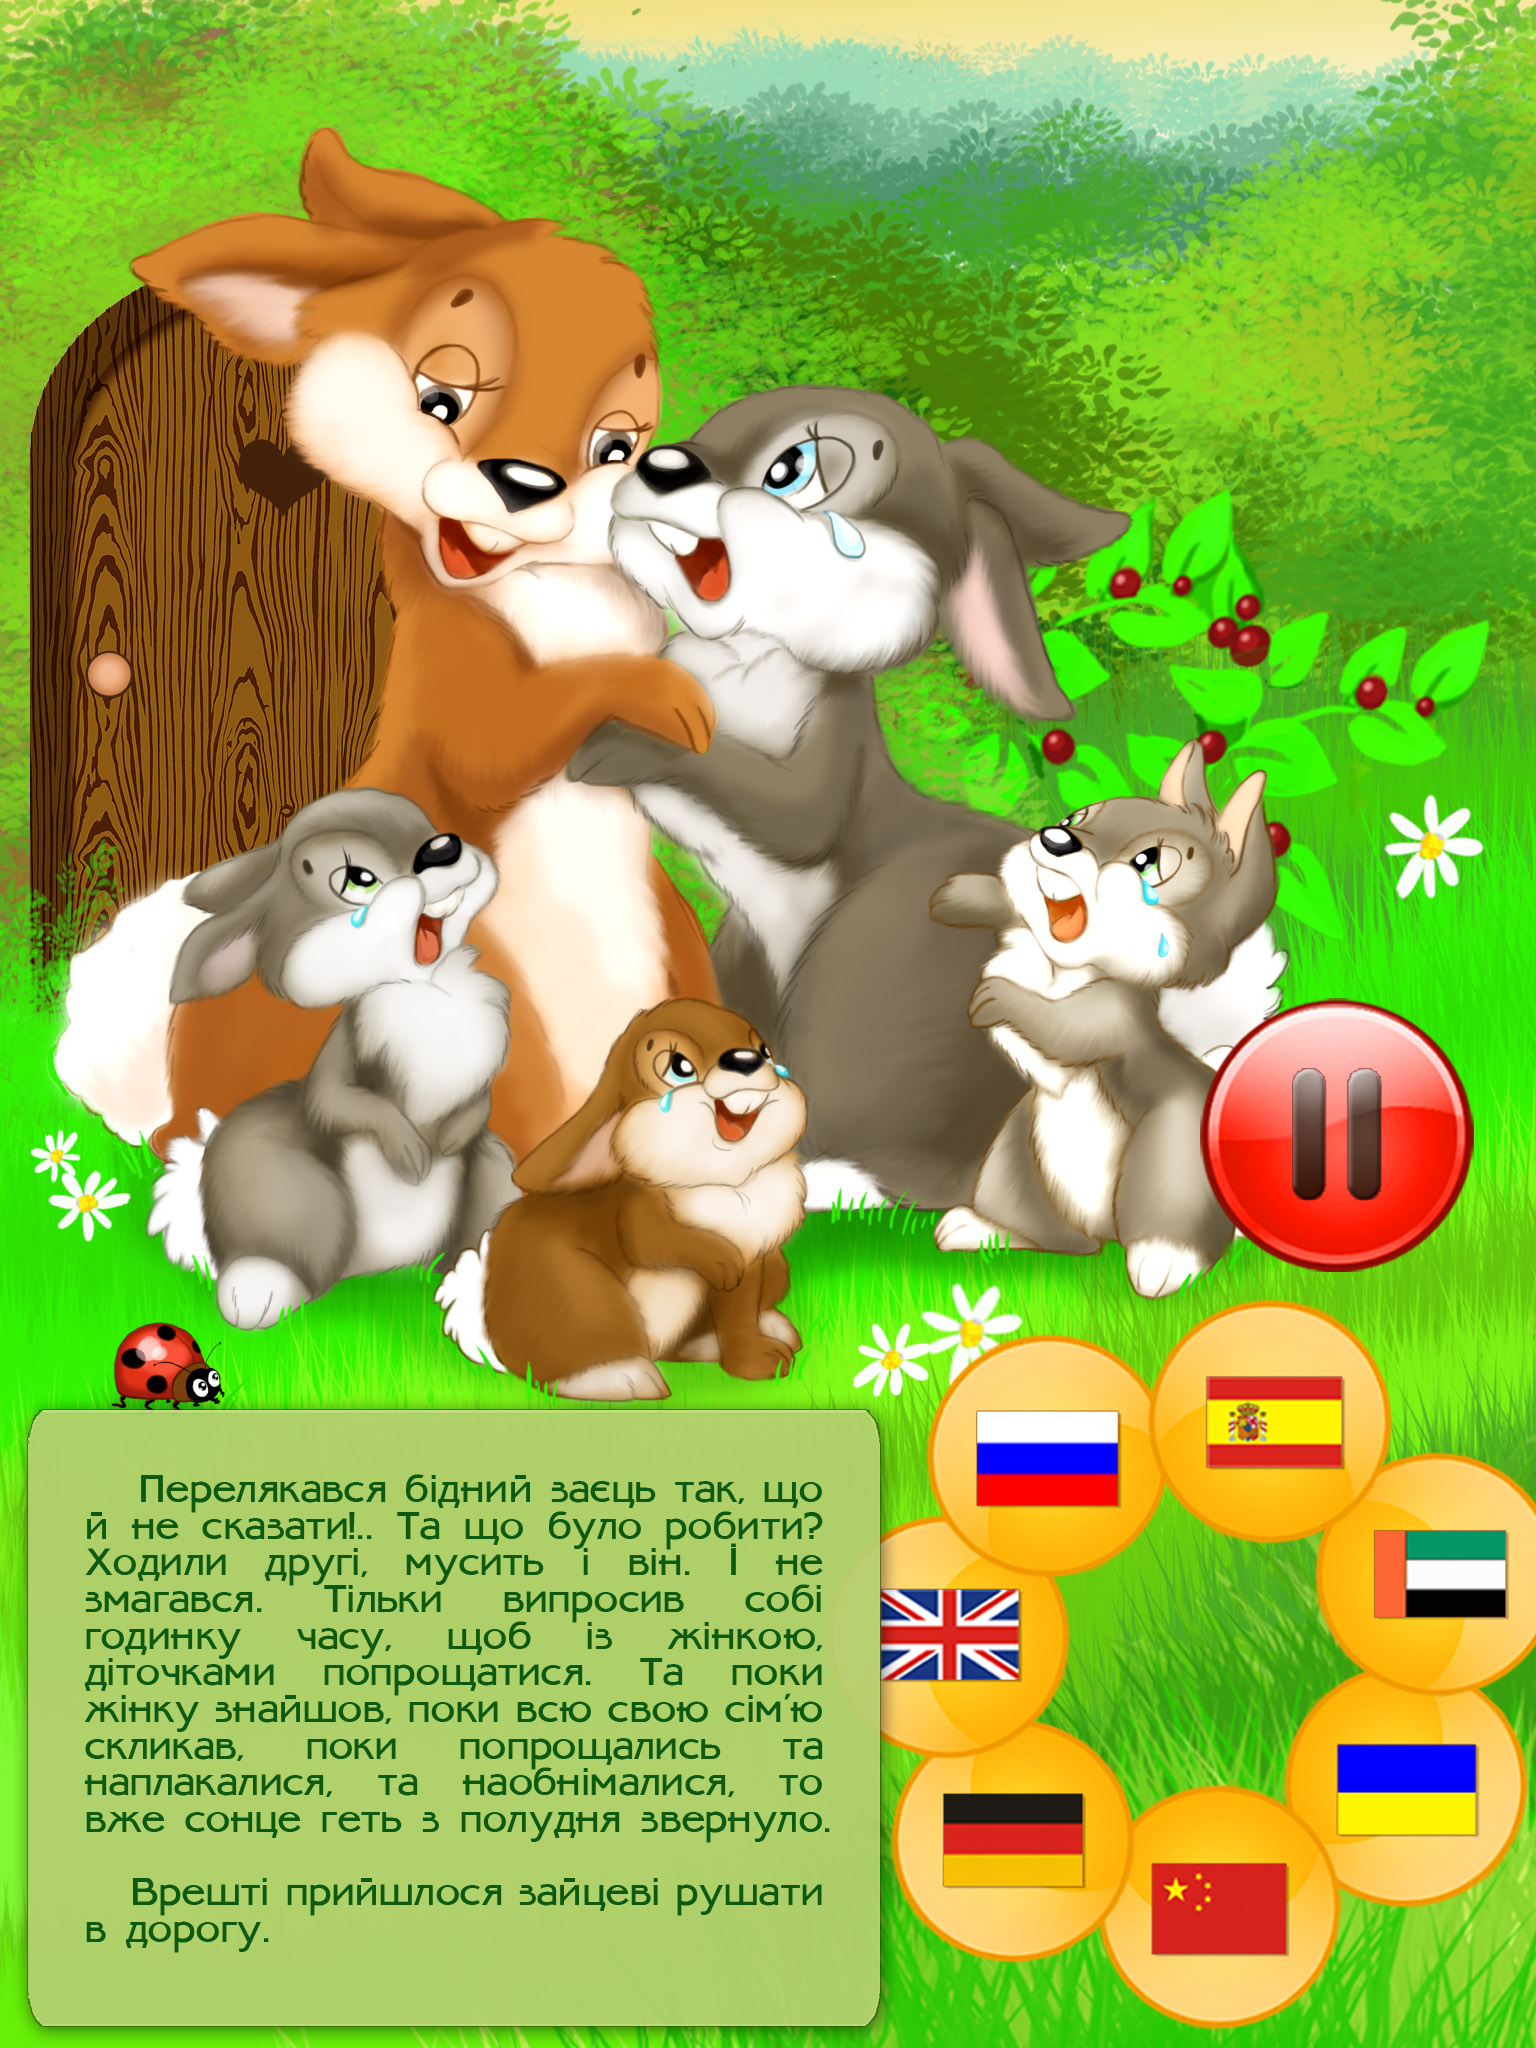 Перелякався бідний заєць так, що
й не сказати!.. Та що було робити?
Ходили другі, мусить і він. І не
змагався. Тільки випросив собі
годинку часу, щоб із жінкою,
діточками попрощатися. Та поки
жінку знайшов, поки всю свою сім'ю
скликав, поки попрощались та
наплакалися, та наобнімалися, то
вже сонце геть з полудня звернуло.
Врешті прийшлося зайцеві рушати
в дорогу.